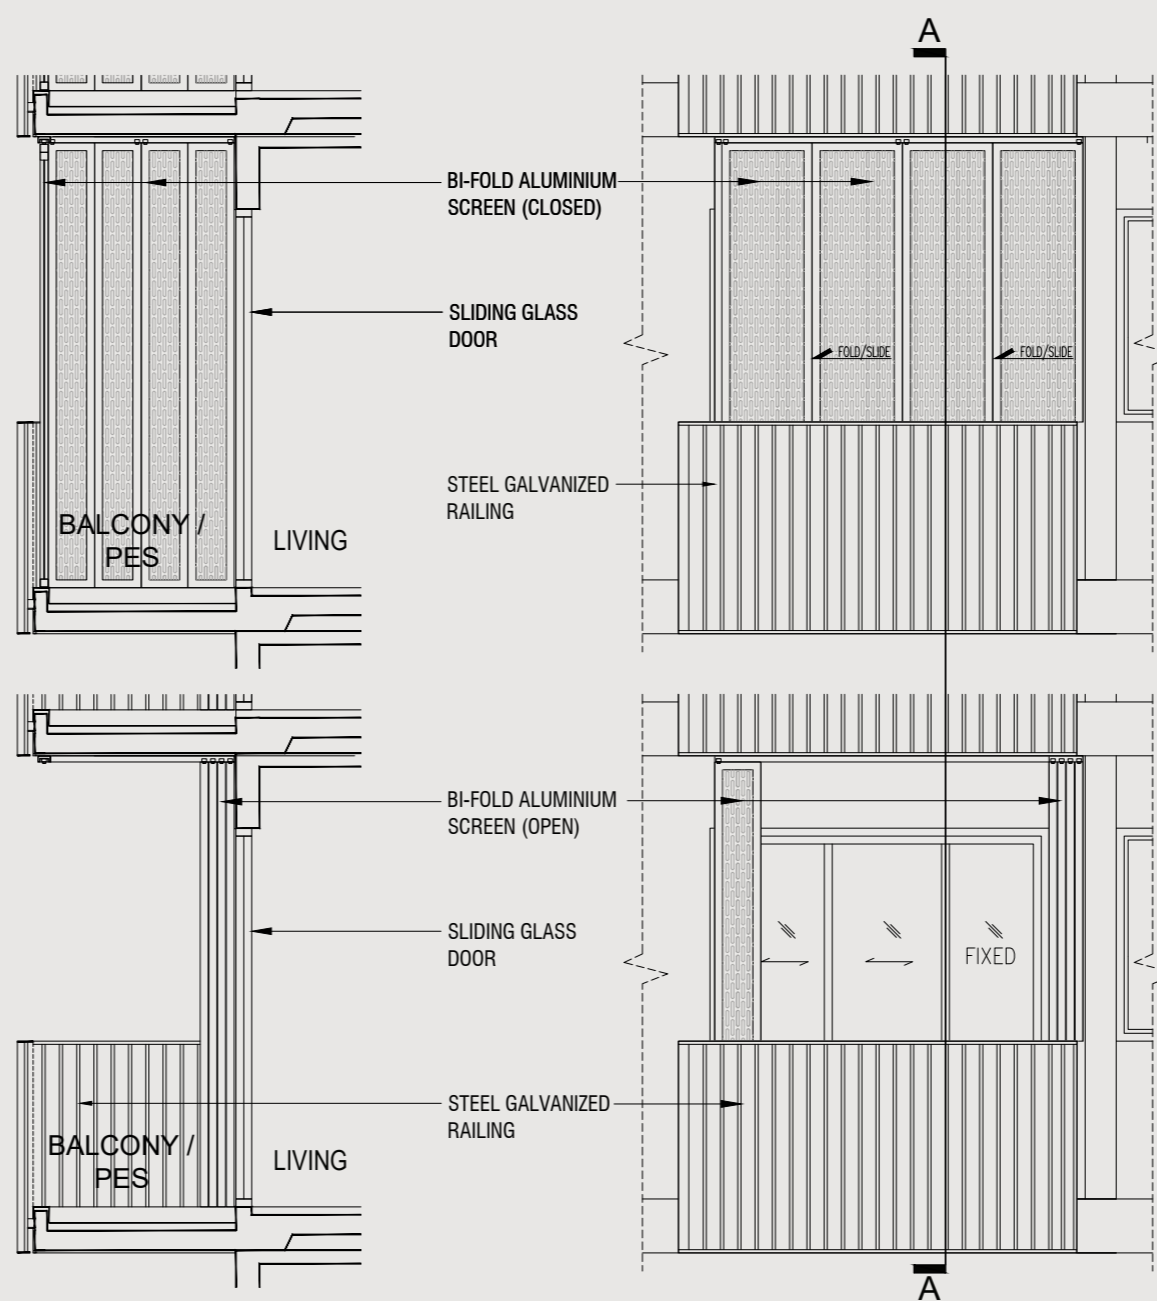 A
BI-FOLD ALUMINIUM
SCREEN (CLOSED)
SLIDING GLASS
DOOR
FOLD/SLIDE
FOLD/SLIDE
STEEL GALVANIZED
RAILING
BALCONY /
PES
LIVING
BI-FOLD ALUMINIUM
SCREEN (OPEN)
SLIDING GLASS
DOOR
FIXED
STEEL GALVANIZED
RAILING
BALCONY /
PES
LIVING
A